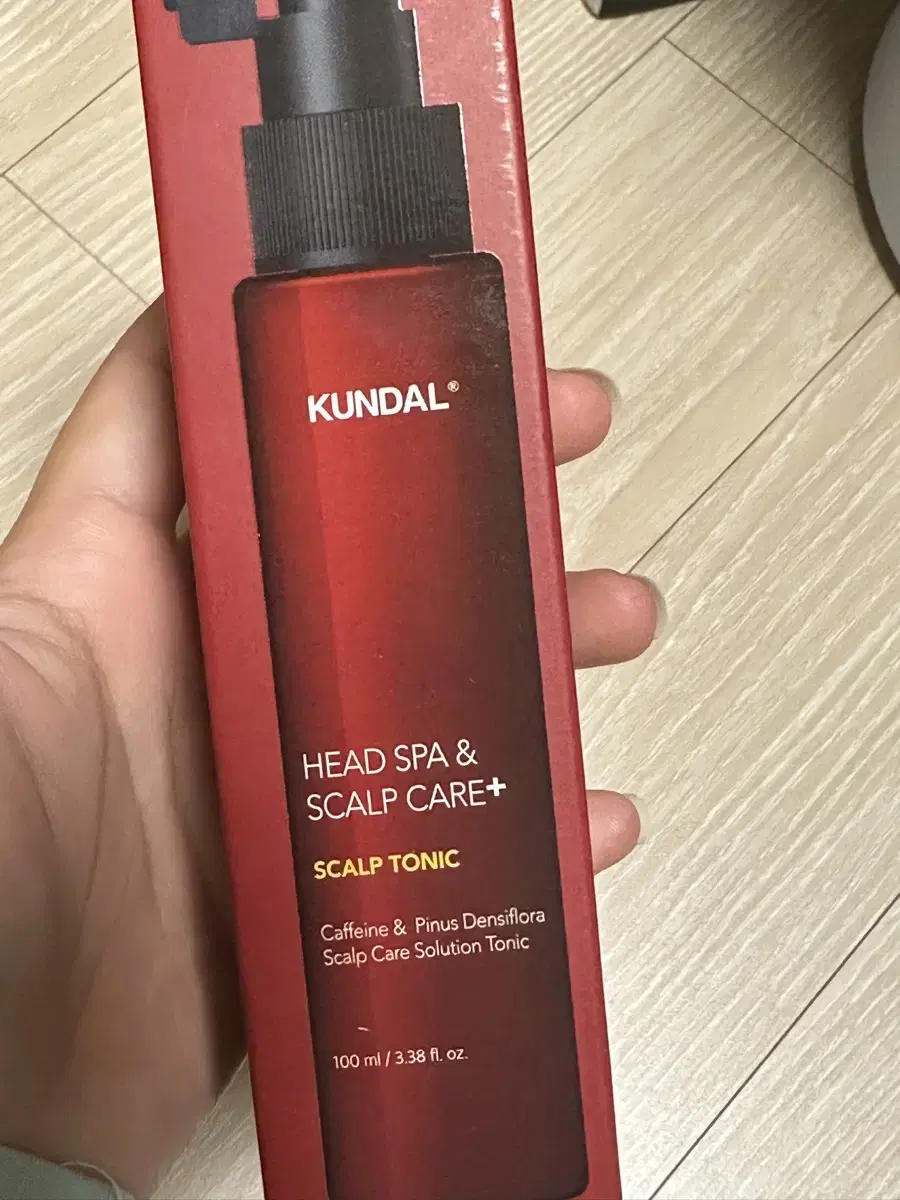 KUNDAL®
HEAD SPA &
SCALP CARE+
SCALP TONIC
Caffeine & Pinus Densiflora
Scalp Care Solution Tonic
100 ml / 3.38 fl. oz.